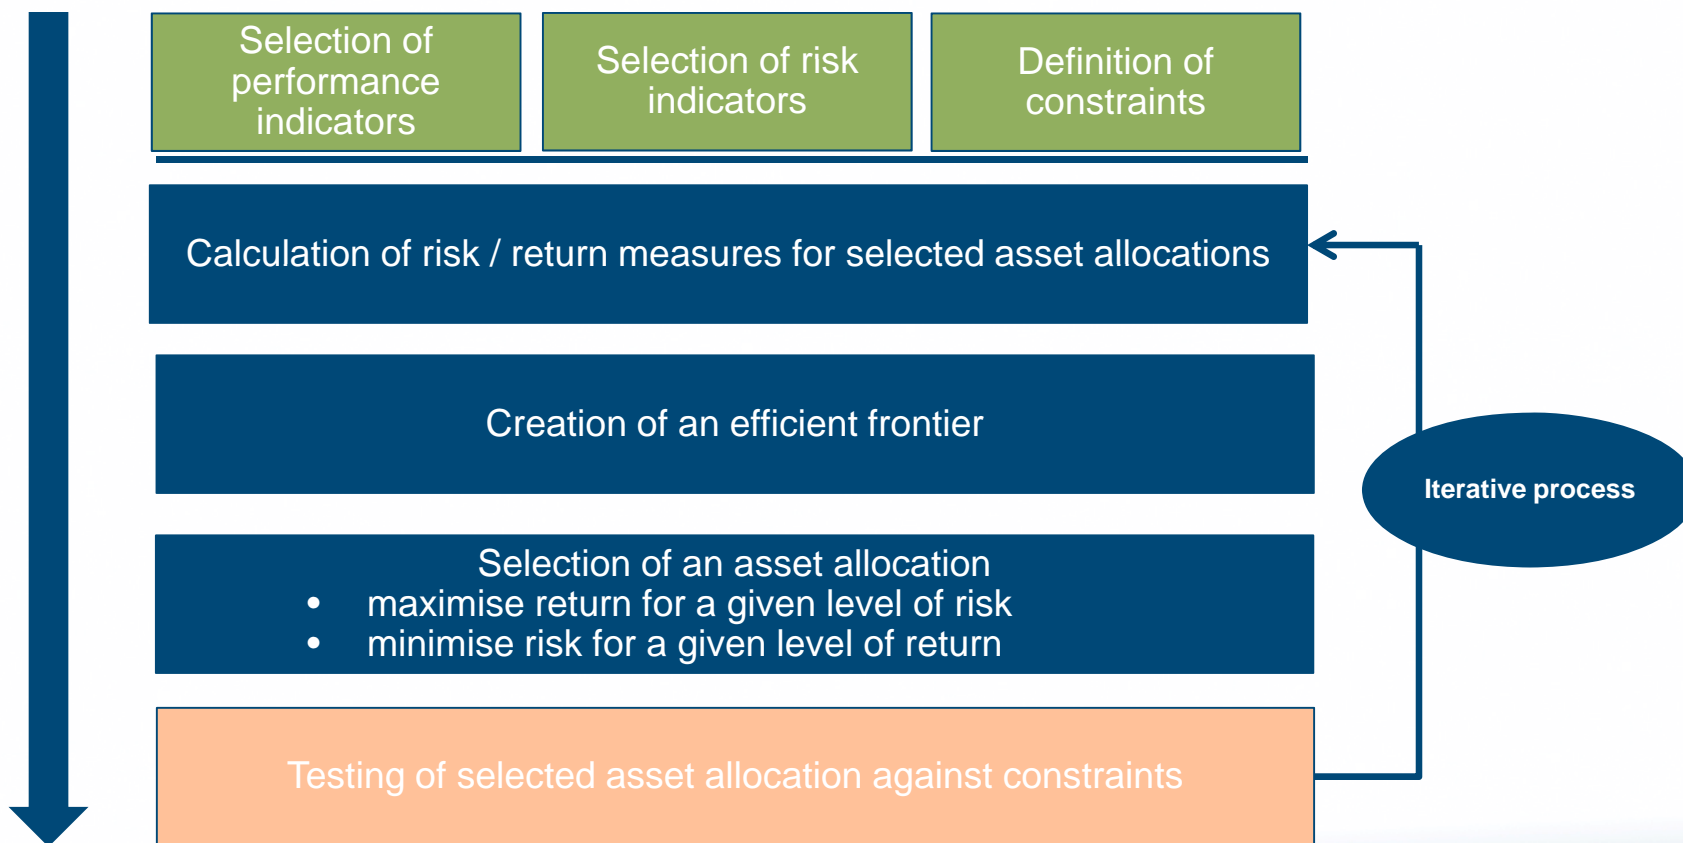 Selection of
performance
indicators
Selection of risk
indicators
Definition of
constraints
Calculation of risk / return measures for selected asset allocations
Creation of an efficient frontier
Iterative process
Selection of an asset allocation
• maximise return for a given level of risk
• minimise risk for a given level of return
Testing of selected asset allocation against constraints